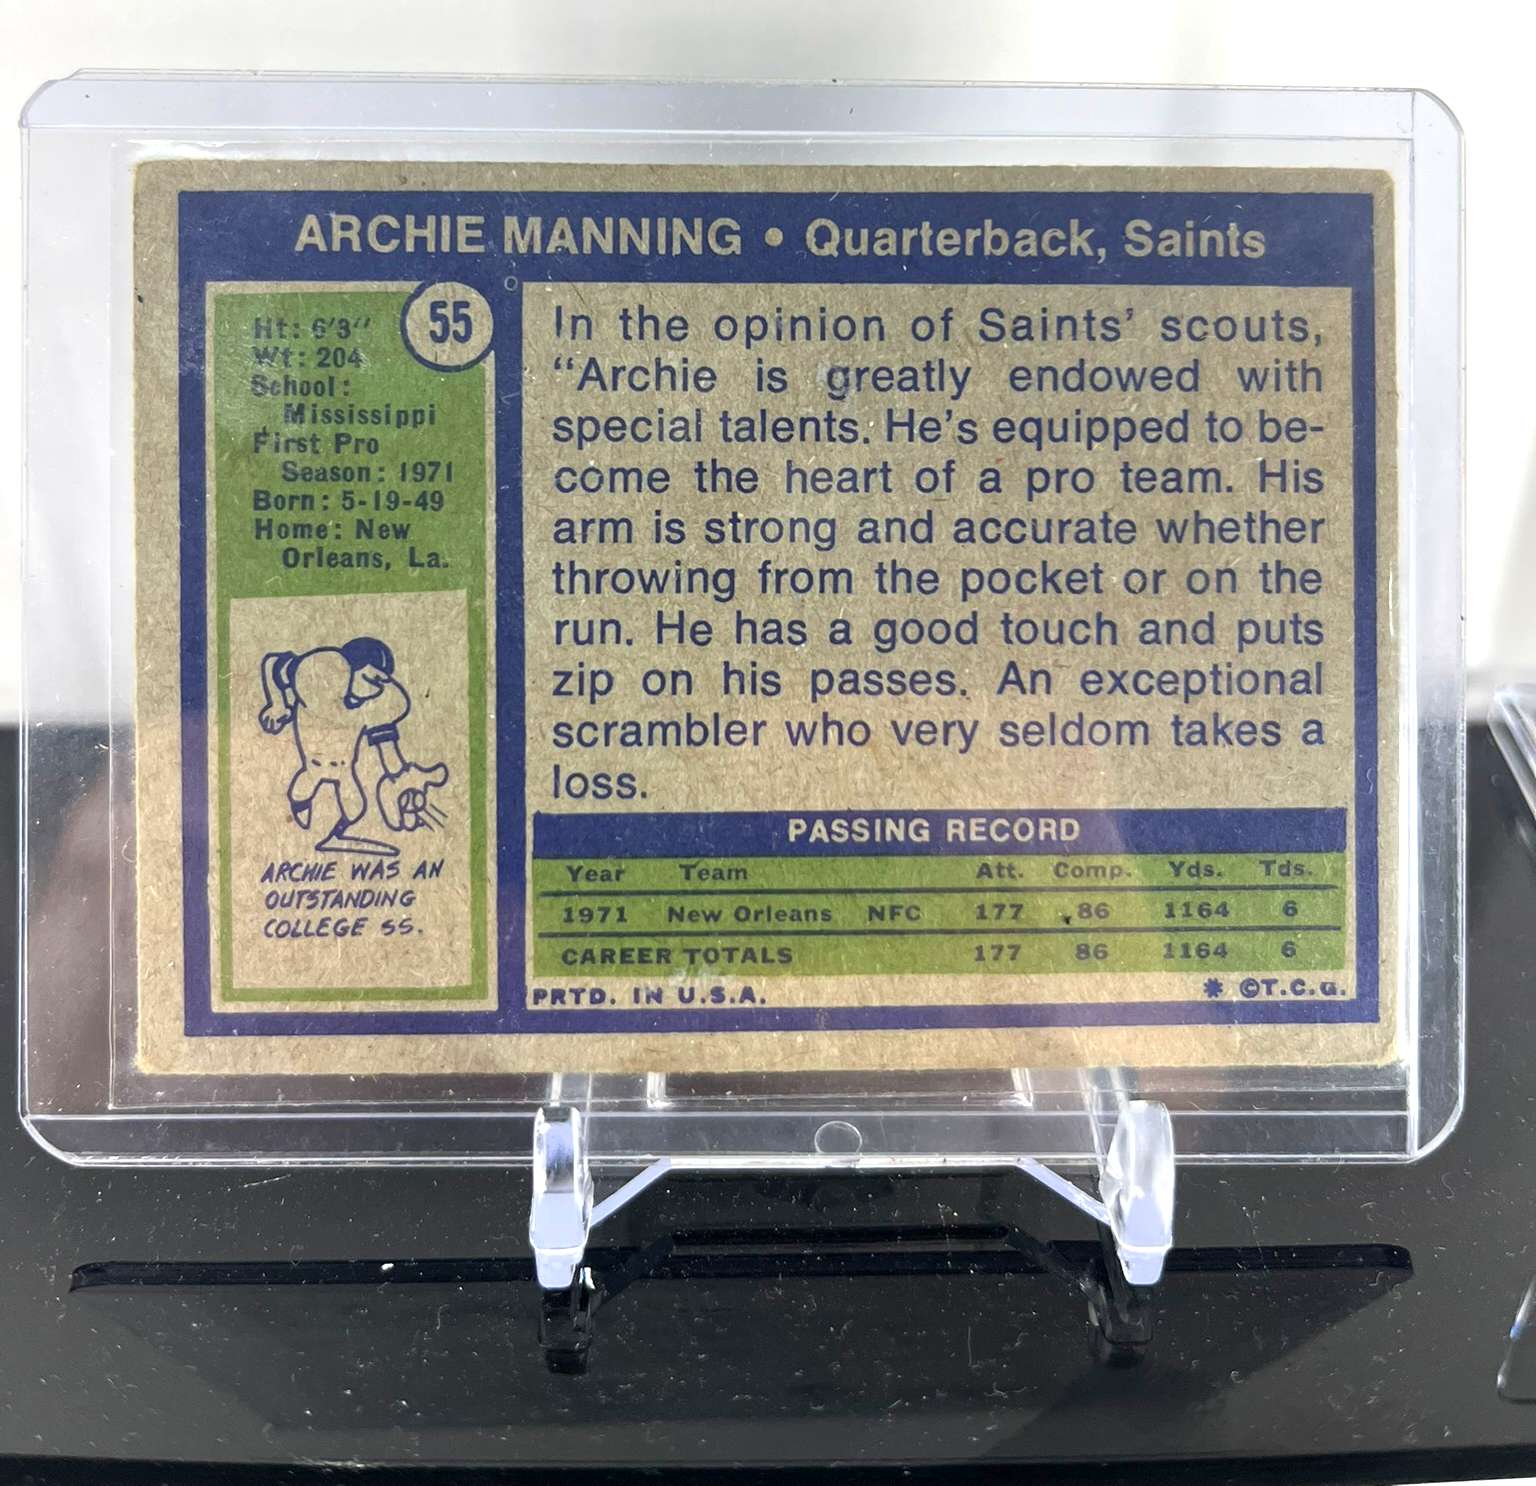 ARCHIE MANNING • Quarterback, Saints
55
Ht: 6'3"
Wt: 204
School:
Mississippi
First Pro
Season: 1971
Born: 5-19-49
Home: New
Orleans, La.
ARCHIE WAS AN
OUTSTANDING
COLLEGE SS.
In the opinion of Saints' scouts,
"Archie is greatly endowed with
special talents. He's equipped to be-
come the heart of a pro team. His
arm is strong and accurate whether
throwing from the pocket or on the
run. He has a good touch and puts
zip on his passes. An exceptional
scrambler who very seldom takes a
loss.
PASSING RECORD
Year Team Att. Comp. Yds. Tds.
1971 New Orleans NFC 177 86 1164 6
CAREER TOTALS 177 86 1164 6
PRTD. IN U.S.A. * ©T.C.G.